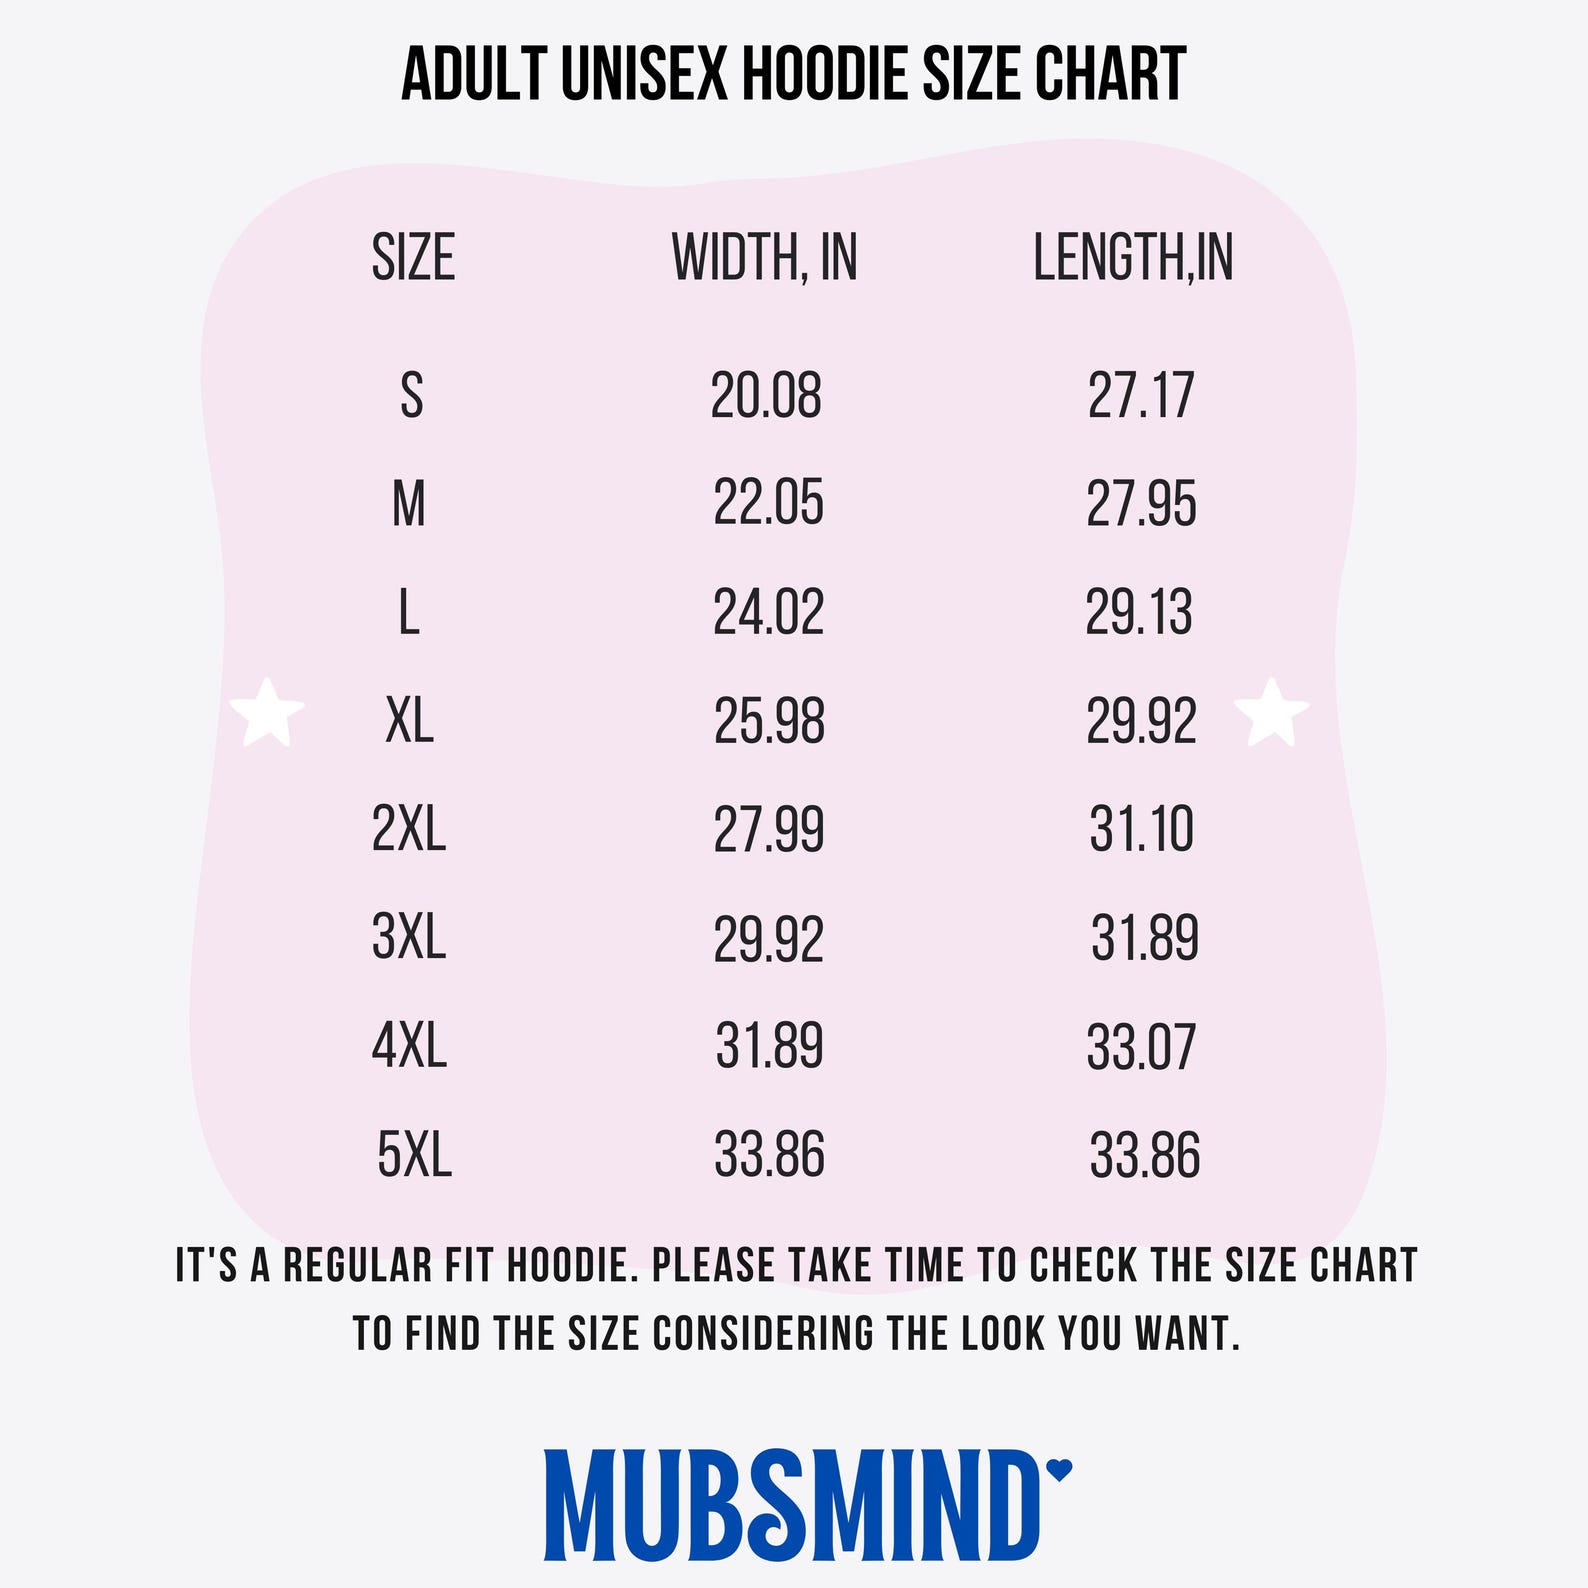 ADULT UNISEX HOODIE SIZE CHART
SIZE WIDTH, IN LENGTH,IN
S 20.08 27.17
M 22.05 27.95
L 24.02 29.13
XL 25.98 29.92
2XL 27.99 31.10
3XL 29.92 31.89
4XL 31.89 33.07
5XL 33.86 33.86
IT'S A REGULAR FIT HOODIE. PLEASE TAKE TIME TO CHECK THE SIZE CHART
TO FIND THE SIZE CONSIDERING THE LOOK YOU WANT.
MUBSMIND